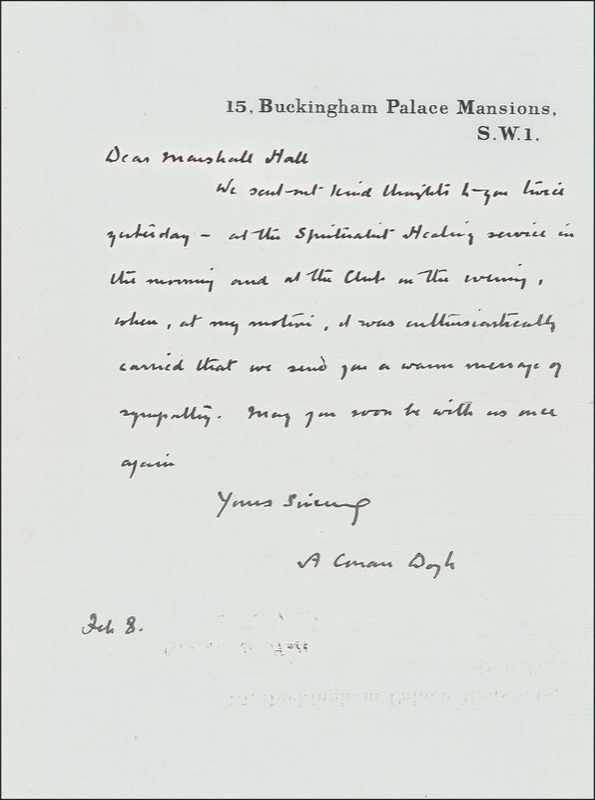 15, Buckingham Palace Mansions,
S.W.1.
Dear Marshall Hall
We sent out kind thoughts to you twice
yesterday – at the Spiritualist Healing service in
the morning and at the Club in the evening,
when, at my motion, it was enthusiastically
carried that we send you a warm message of
sympathy. May you soon be with us once
again
Yours Sincerely
A Conan Doyle
Feb 8.